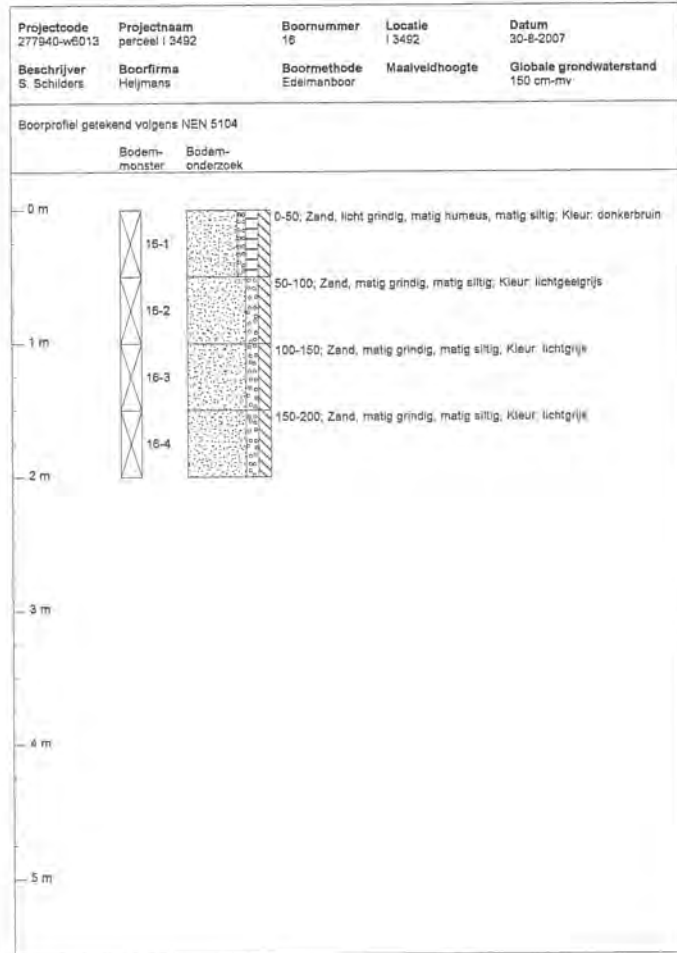 Projectcode Projectnaam Boornummer Locatie Datum
277940-w6013 perceel I 3492 16 I 3492 30-8-2007
Beschrijver Boorfirma Boormethode Maaiveldhoogte Globale grondwaterstand
S. Schilders Heijmans Edelmanboor 150 cm-mv
Boorprofiel getekend volgens NEN 5104
Bodem- Bodem-
monster onderzoek
0 m 0-50; Zand, licht grindig, matig humeus, matig siltig; Kleur: donkerbruin
16-1
50-100; Zand, matig grindig, matig siltig; Kleur: lichtgeelgrijs
16-2
1 m 100-150; Zand, matig grindig, matig siltig; Kleur: lichtgrijs
16-3
150-200; Zand, matig grindig, matig siltig; Kleur: lichtgrijs
16-4
2 m
3 m
4 m
5 m